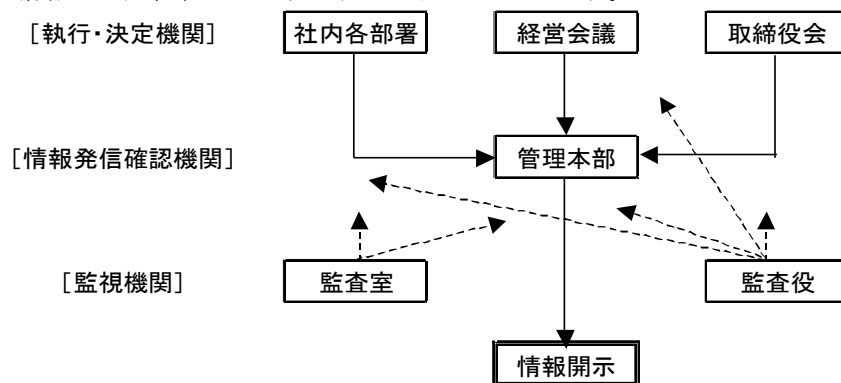 [執行・決定機関] 社内各部署 経営会議 取締役会
[情報発信確認機関] 管理本部
[監視機関] 監査室 監査役
情報開示